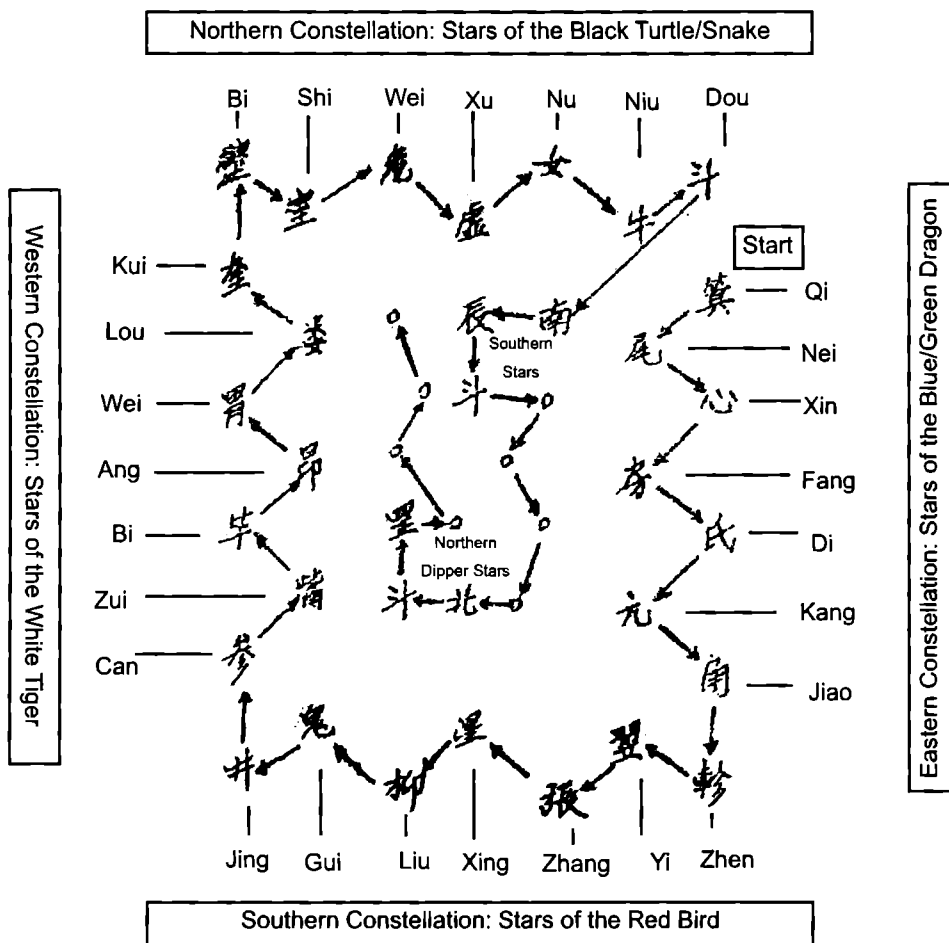 Northern Constellation: Stars of the Black Turtle/Snake
Bi Shi Wei Xu Nu Niu Dou
壁 室 危 虛 女 牛 斗
Start
Western Constellation: Stars of the White Tiger
Eastern Constellation: Stars of the Blue/Green Dragon
Kui 奎
箕 Qi
Lou 婁
辰 南
Southern
Stars
尾 Nei
Wei 胃
斗
心 Xin
Ang 昴
房 Fang
Bi 畢
星
Northern
Dipper Stars
氐 Di
Zui 觜
斗 北
亢 Kang
Can 參
角 Jiao
井 鬼 柳 星 張 翌 軫
Jing Gui Liu Xing Zhang Yi Zhen
Southern Constellation: Stars of the Red Bird